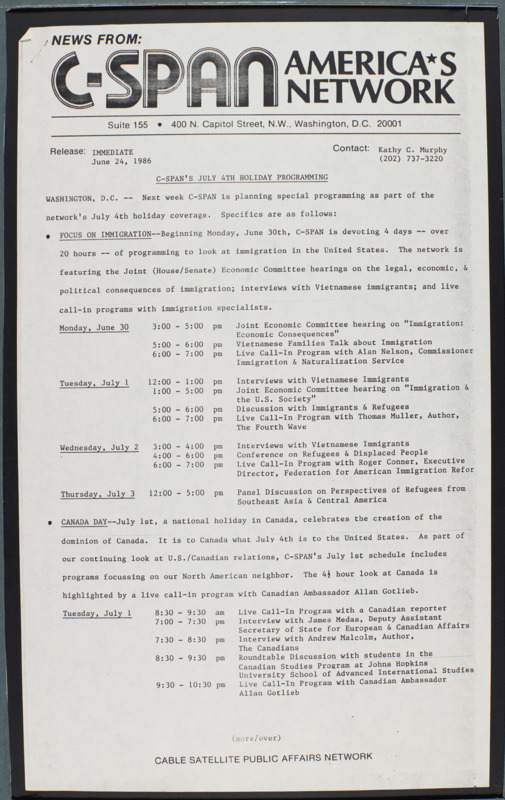 NEWS FROM:
C-SPAN AMERICA★S
NETWORK
Suite 155 • 400 N. Capitol Street, N.W., Washington, D.C. 20001
Release: IMMEDIATE Contact: Kathy C. Murphy
June 24, 1986 (202) 737-3220
C-SPAN'S JULY 4TH HOLIDAY PROGRAMMING
WASHINGTON, D.C. -- Next week C-SPAN is planning special programming as part of the
network's July 4th holiday coverage. Specifics are as follows:
• FOCUS ON IMMIGRATION--Beginning Monday, June 30th, C-SPAN is devoting 4 days -- over
20 hours -- of programming to look at immigration in the United States. The network is
featuring the Joint (House/Senate) Economic Committee hearings on the legal, economic, &
political consequences of immigration; interviews with Vietnamese immigrants; and live
call-in programs with immigration specialists.
Monday, June 30 3:00 - 5:00 pm Joint Economic Committee hearing on "Immigration:
Economic Consequences"
5:00 - 6:00 pm Vietnamese Families Talk about Immigration
6:00 - 7:00 pm Live Call-In Program with Alan Nelson, Commissioner
Immigration & Naturalization Service
Tuesday, July 1 12:00 - 1:00 pm Interviews with Vietnamese Immigrants
1:00 - 5:00 pm Joint Economic Committee hearing on "Immigration &
the U.S. Society"
5:00 - 6:00 pm Discussion with Immigrants & Refugees
6:00 - 7:00 pm Live Call-In Program with Thomas Muller, Author,
The Fourth Wave
Wednesday, July 2 3:00 - 4:00 pm Interviews with Vietnamese Immigrants
4:00 - 6:00 pm Conference on Refugees & Displaced People
6:00 - 7:00 pm Live Call-In Program with Roger Conner, Executive
Director, Federation for American Immigration Refor
Thursday, July 3 12:00 - 5:00 pm Panel Discussion on Perspectives of Refugees from
Southeast Asia & Central America
• CANADA DAY--July 1st, a national holiday in Canada, celebrates the creation of the
dominion of Canada. It is to Canada what July 4th is to the United States. As part of
our continuing look at U.S./Canadian relations, C-SPAN's July 1st schedule includes
programs focussing on our North American neighbor. The 4½ hour look at Canada is
highlighted by a live call-in program with Canadian Ambassador Allan Gotlieb.
Tuesday, July 1 8:30 - 9:30 am Live Call-In Program with a Canadian reporter
7:00 - 7:30 pm Interview with James Medas, Deputy Assistant
Secretary of State for European & Canadian Affairs
7:30 - 8:30 pm Interview with Andrew Malcolm, Author,
The Canadians
8:30 - 9:30 pm Roundtable Discussion with students in the
Canadian Studies Program at Johns Hopkins
University School of Advanced International Studies
9:30 - 10:30 pm Live Call-In Program with Canadian Ambassador
Allan Gotlieb
(more/over)
CABLE SATELLITE PUBLIC AFFAIRS NETWORK